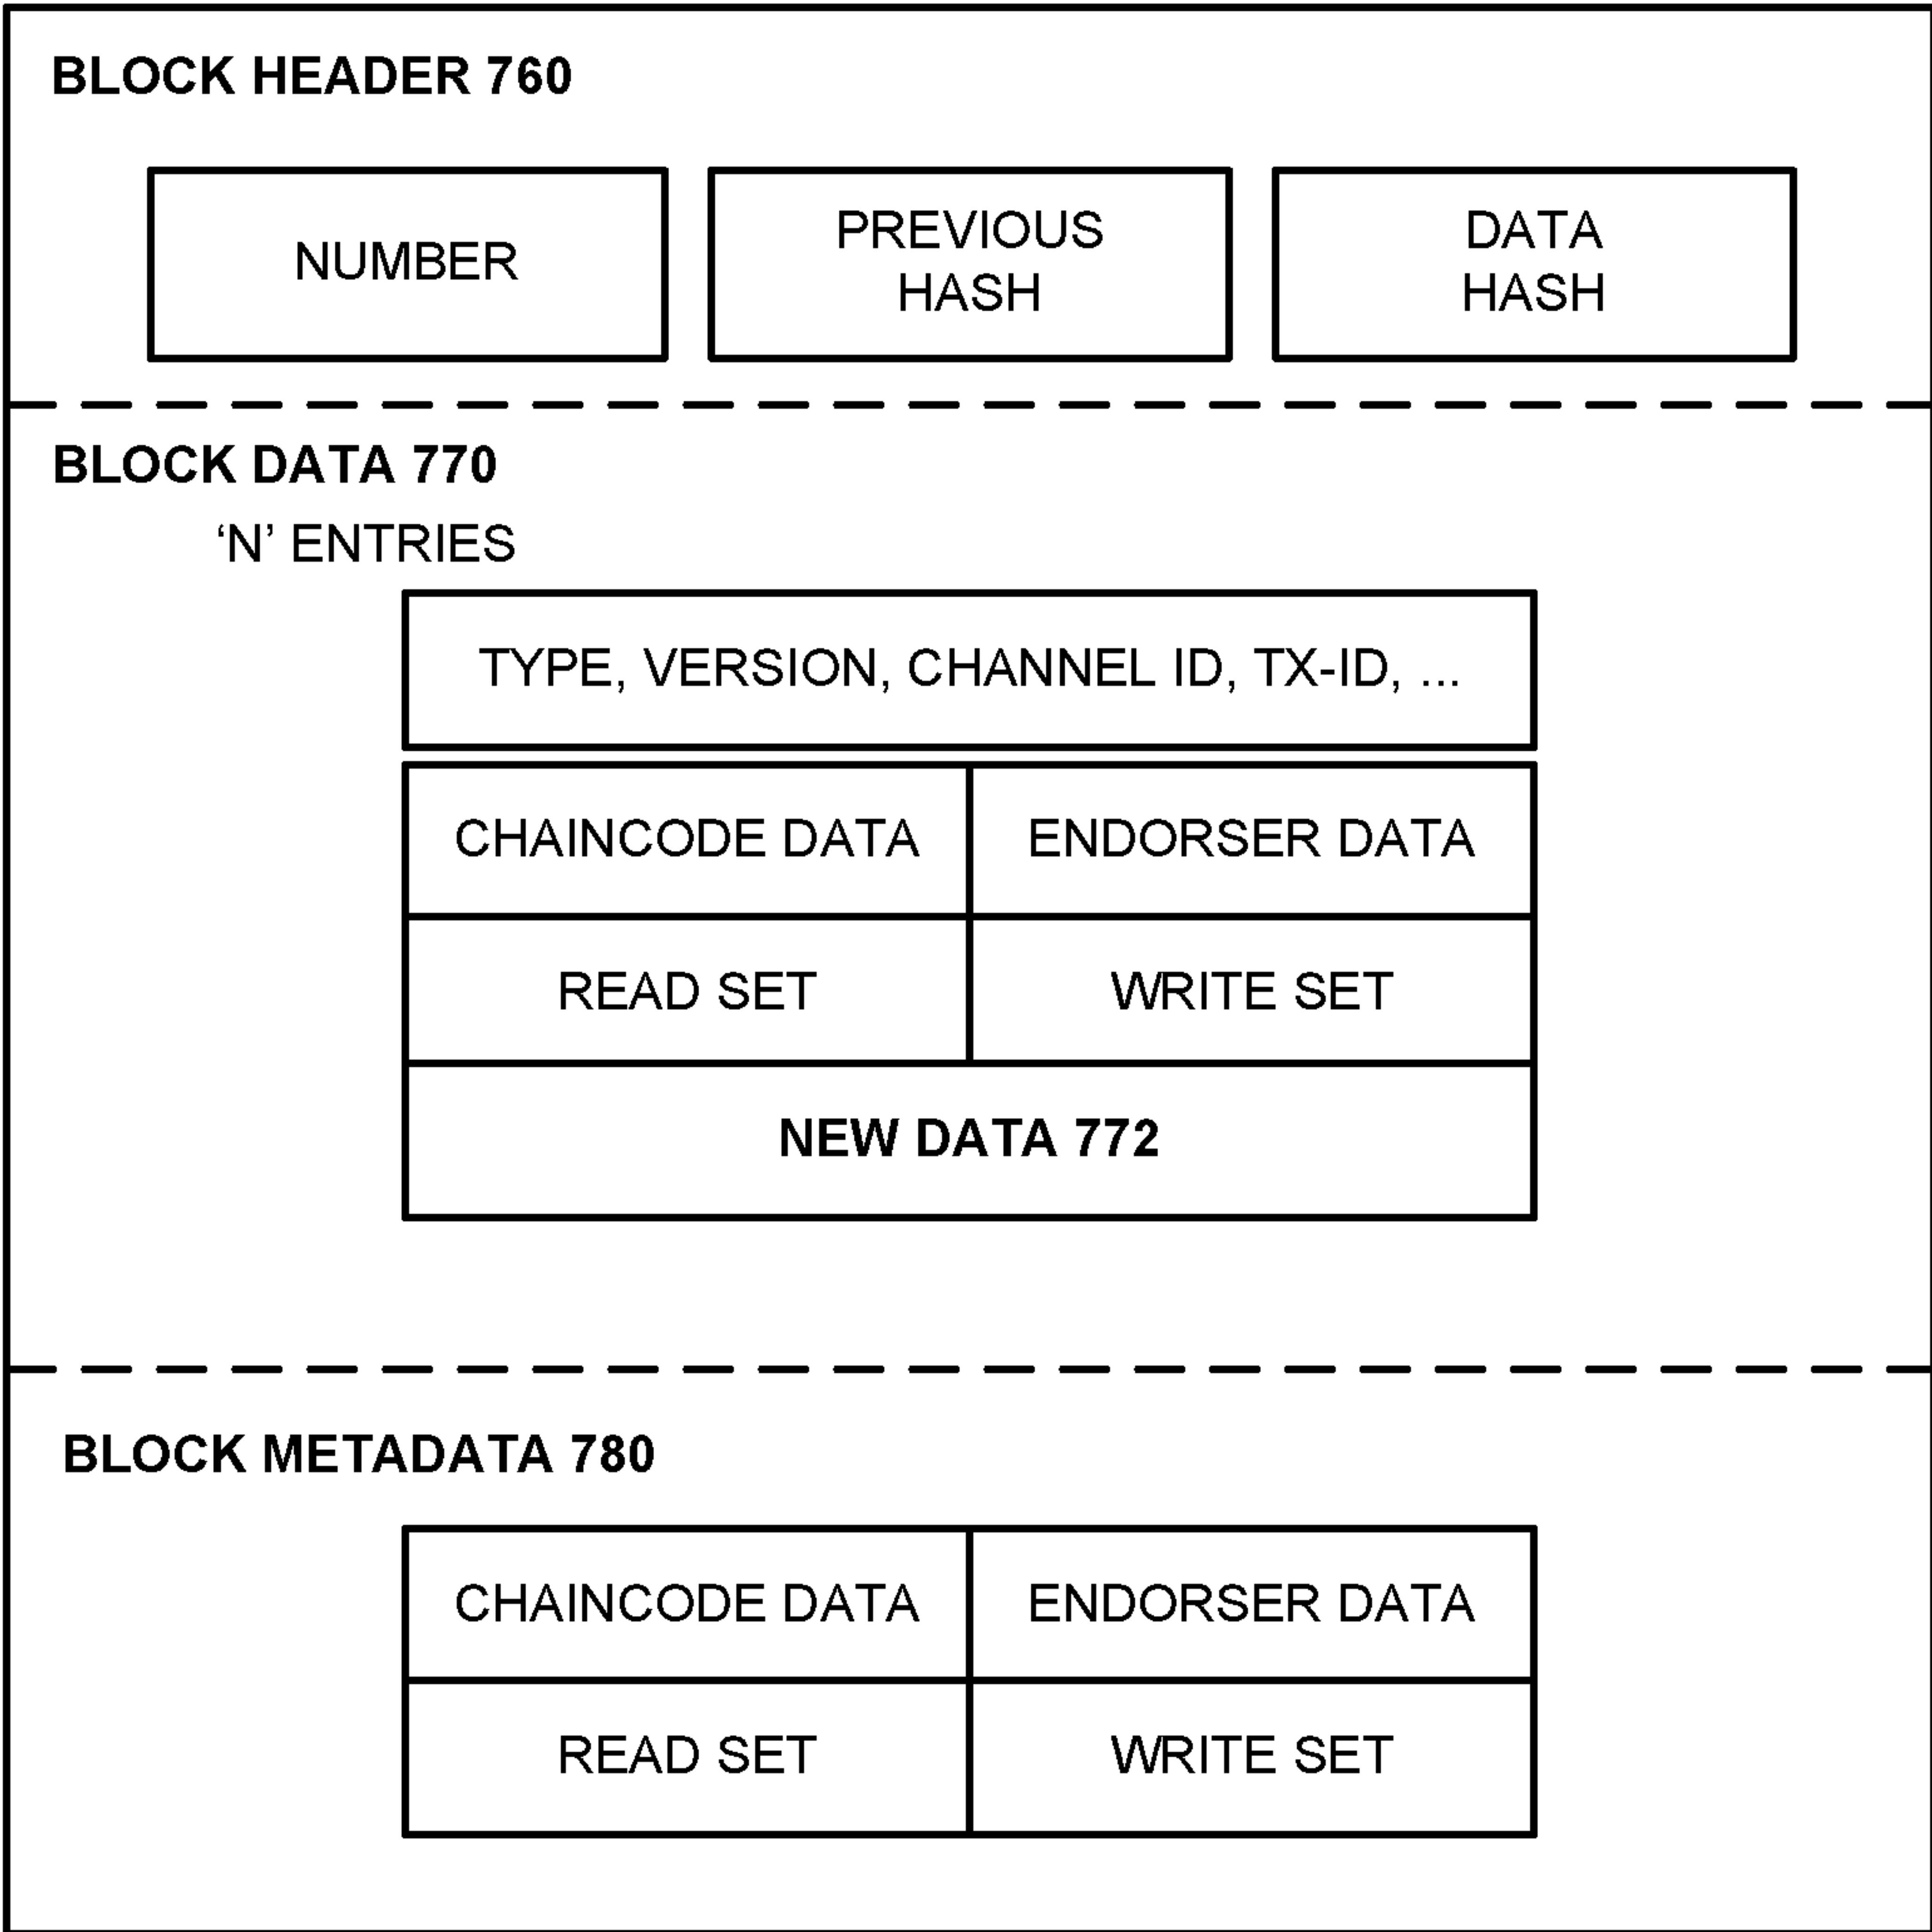 BLOCK HEADER 760
NUMBER
PREVIOUS
HASH
DATA
HASH
BLOCK DATA 770
‘N’ ENTRIES
TYPE, VERSION, CHANNEL ID, TX-ID, ...
CHAINCODE DATA
ENDORSER DATA
READ SET
WRITE SET
NEW DATA 772
BLOCK METADATA 780
CHAINCODE DATA
ENDORSER DATA
READ SET
WRITE SET